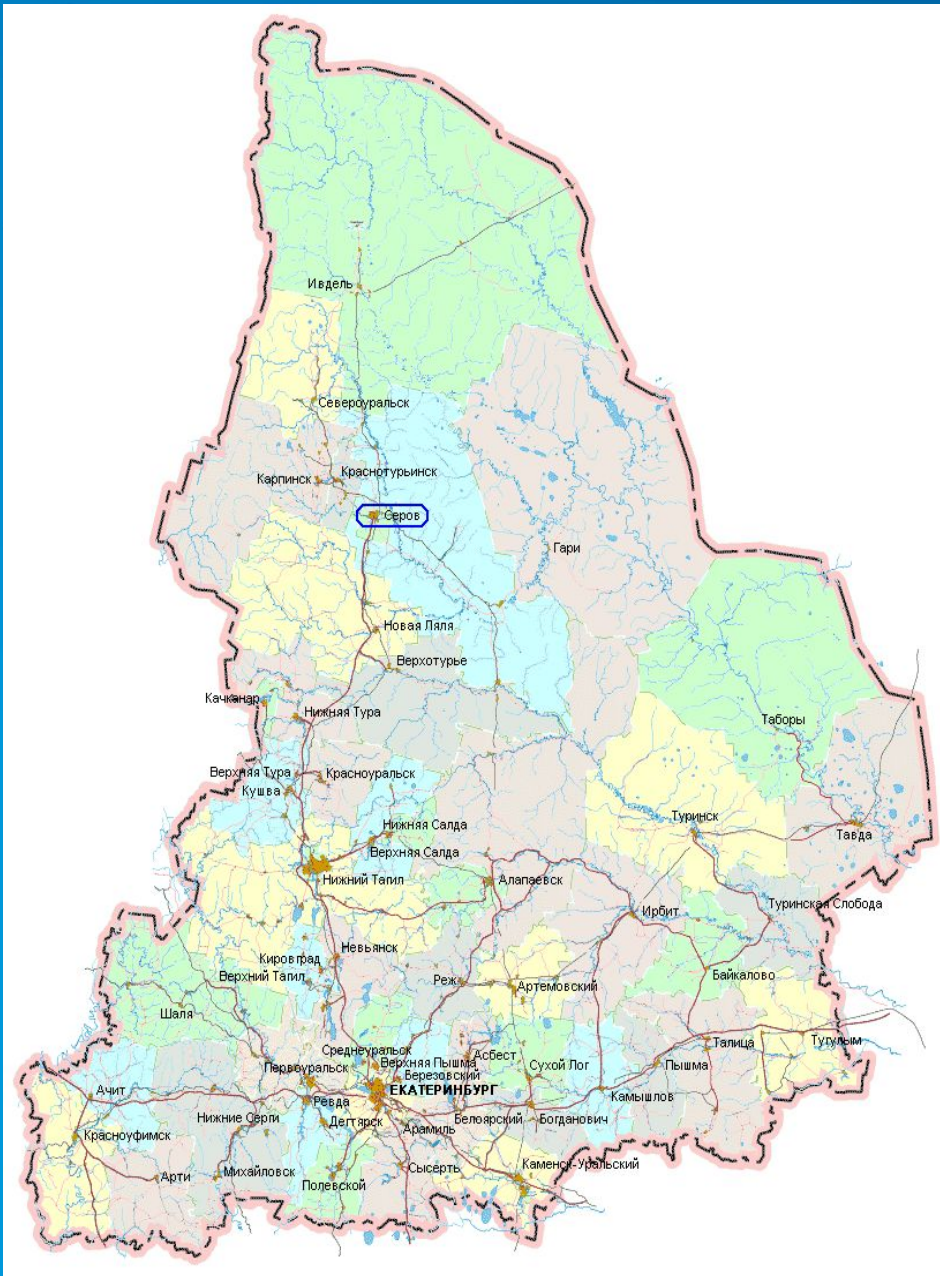 Ивдель
Североуральск
Краснотурьинск
Карпинск
Серов
Гари
Новая Ляля
Верхотурье
Качканар
Нижняя Тура
Таборы
Верхняя Тура
Красноуральск
Кушва
Нижняя Салда
Туринск
Тавда
Верхняя Салда
Нижний Тагил
Алапаевск
Туринская Слобода
Ирбит
Невьянск
Кировград
Верхний Тагил
Реж
Артемовский
Байкалово
Шаля
Тугулым
Талица
Среднеуральск
Асбест
Верхняя Пышма
Сухой Лог
Пышма
Первоуральск
Березовский
ЕКАТЕРИНБУРГ
Ачит
Камышлов
Ревда
Нижние Серги
Дегтярск
Арамиль
Белоярский
Богданович
Красноуфимск
Каменск-Уральский
Сысерть
Михайловск
Арти
Полевской